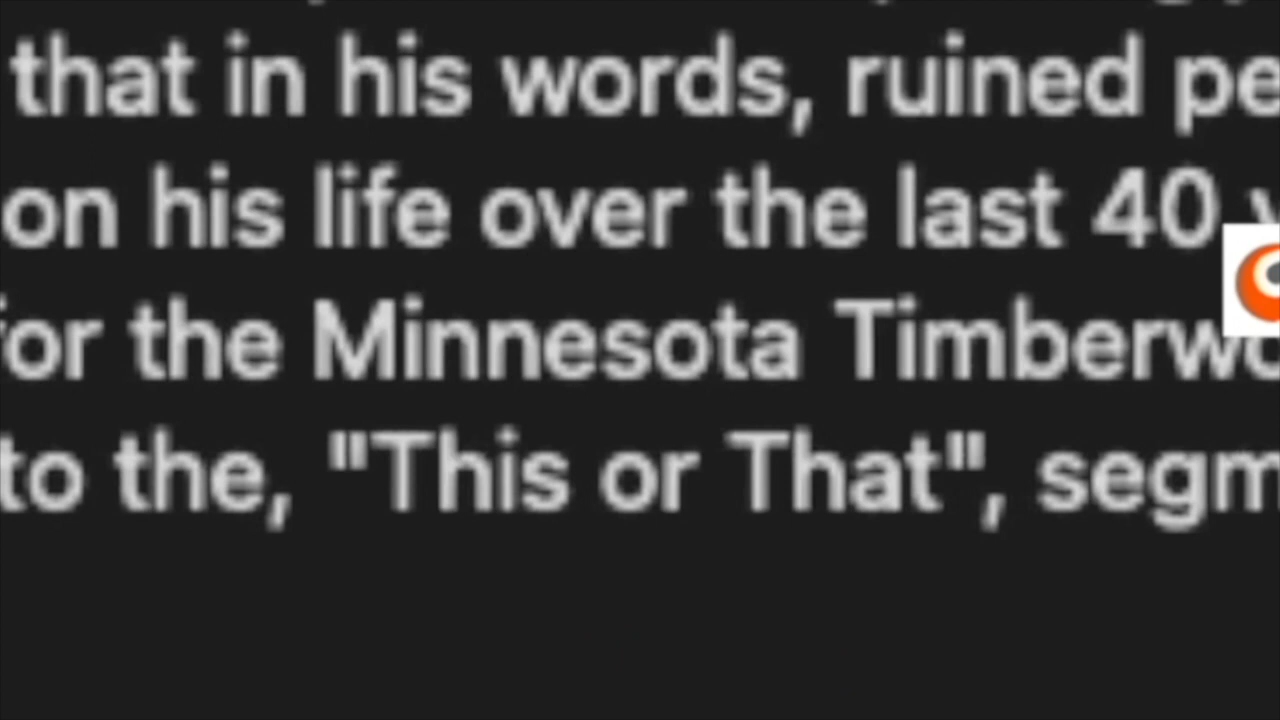 that in his words, ruined pe
on his life over the last 40
or the Minnesota Timberwo
to the, "This or That", segm